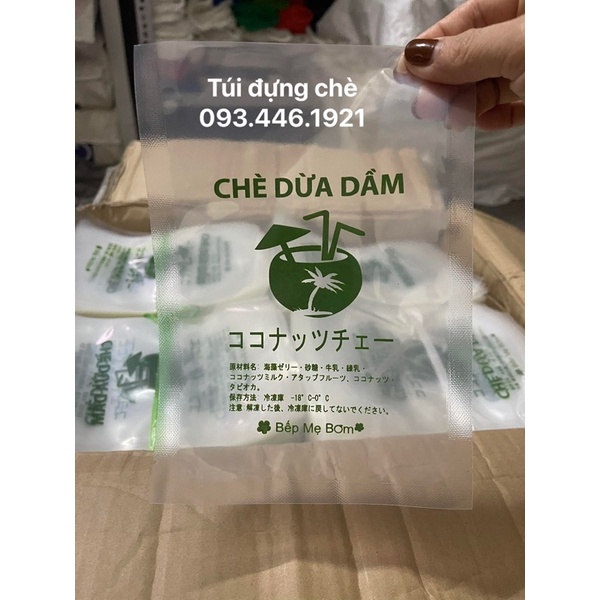 Túi đựng chè
093.446.1921
CHÈ DỪA DẦM
ココナッツチェー
原材料名: 海藻ゼリー・砂糖・牛乳・練乳・
ココナッツミルク・アタップフルーツ、ココナッツ・
タピオカ。
保存方法 冷凍庫 -18° C-0° C
注意: 解凍した後、冷凍庫に戻してないでください。
Bếp Mẹ Bơm
CHÈ DỪA DẦM